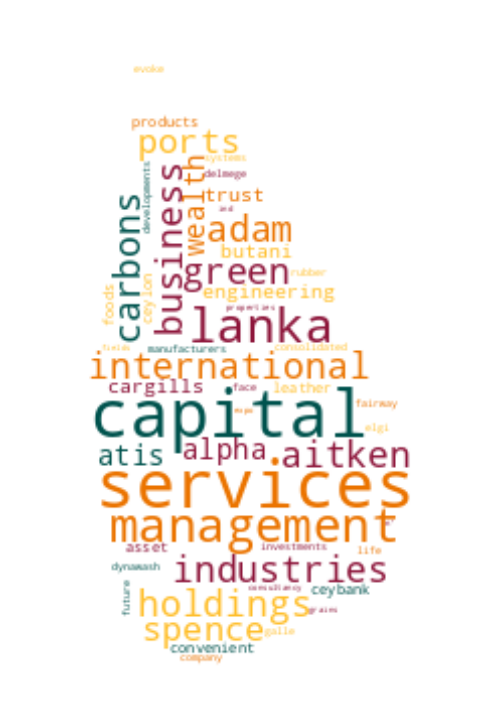 evoke
products
ports
systems
delmege
developments
wealth
business
trust
carbons
adam
butani
green
rubber
ceylon
foods
engineering
properties
lanka
fields
manufacturers
consolidated
international
cargills
face
leather
capital
fairway
expo
elgi
atis
alpha
aitken
services
management
asset
investments
life
dynawash
industries
future
consultancy
ceybank
holdings
grains
spence
galle
convenient
company